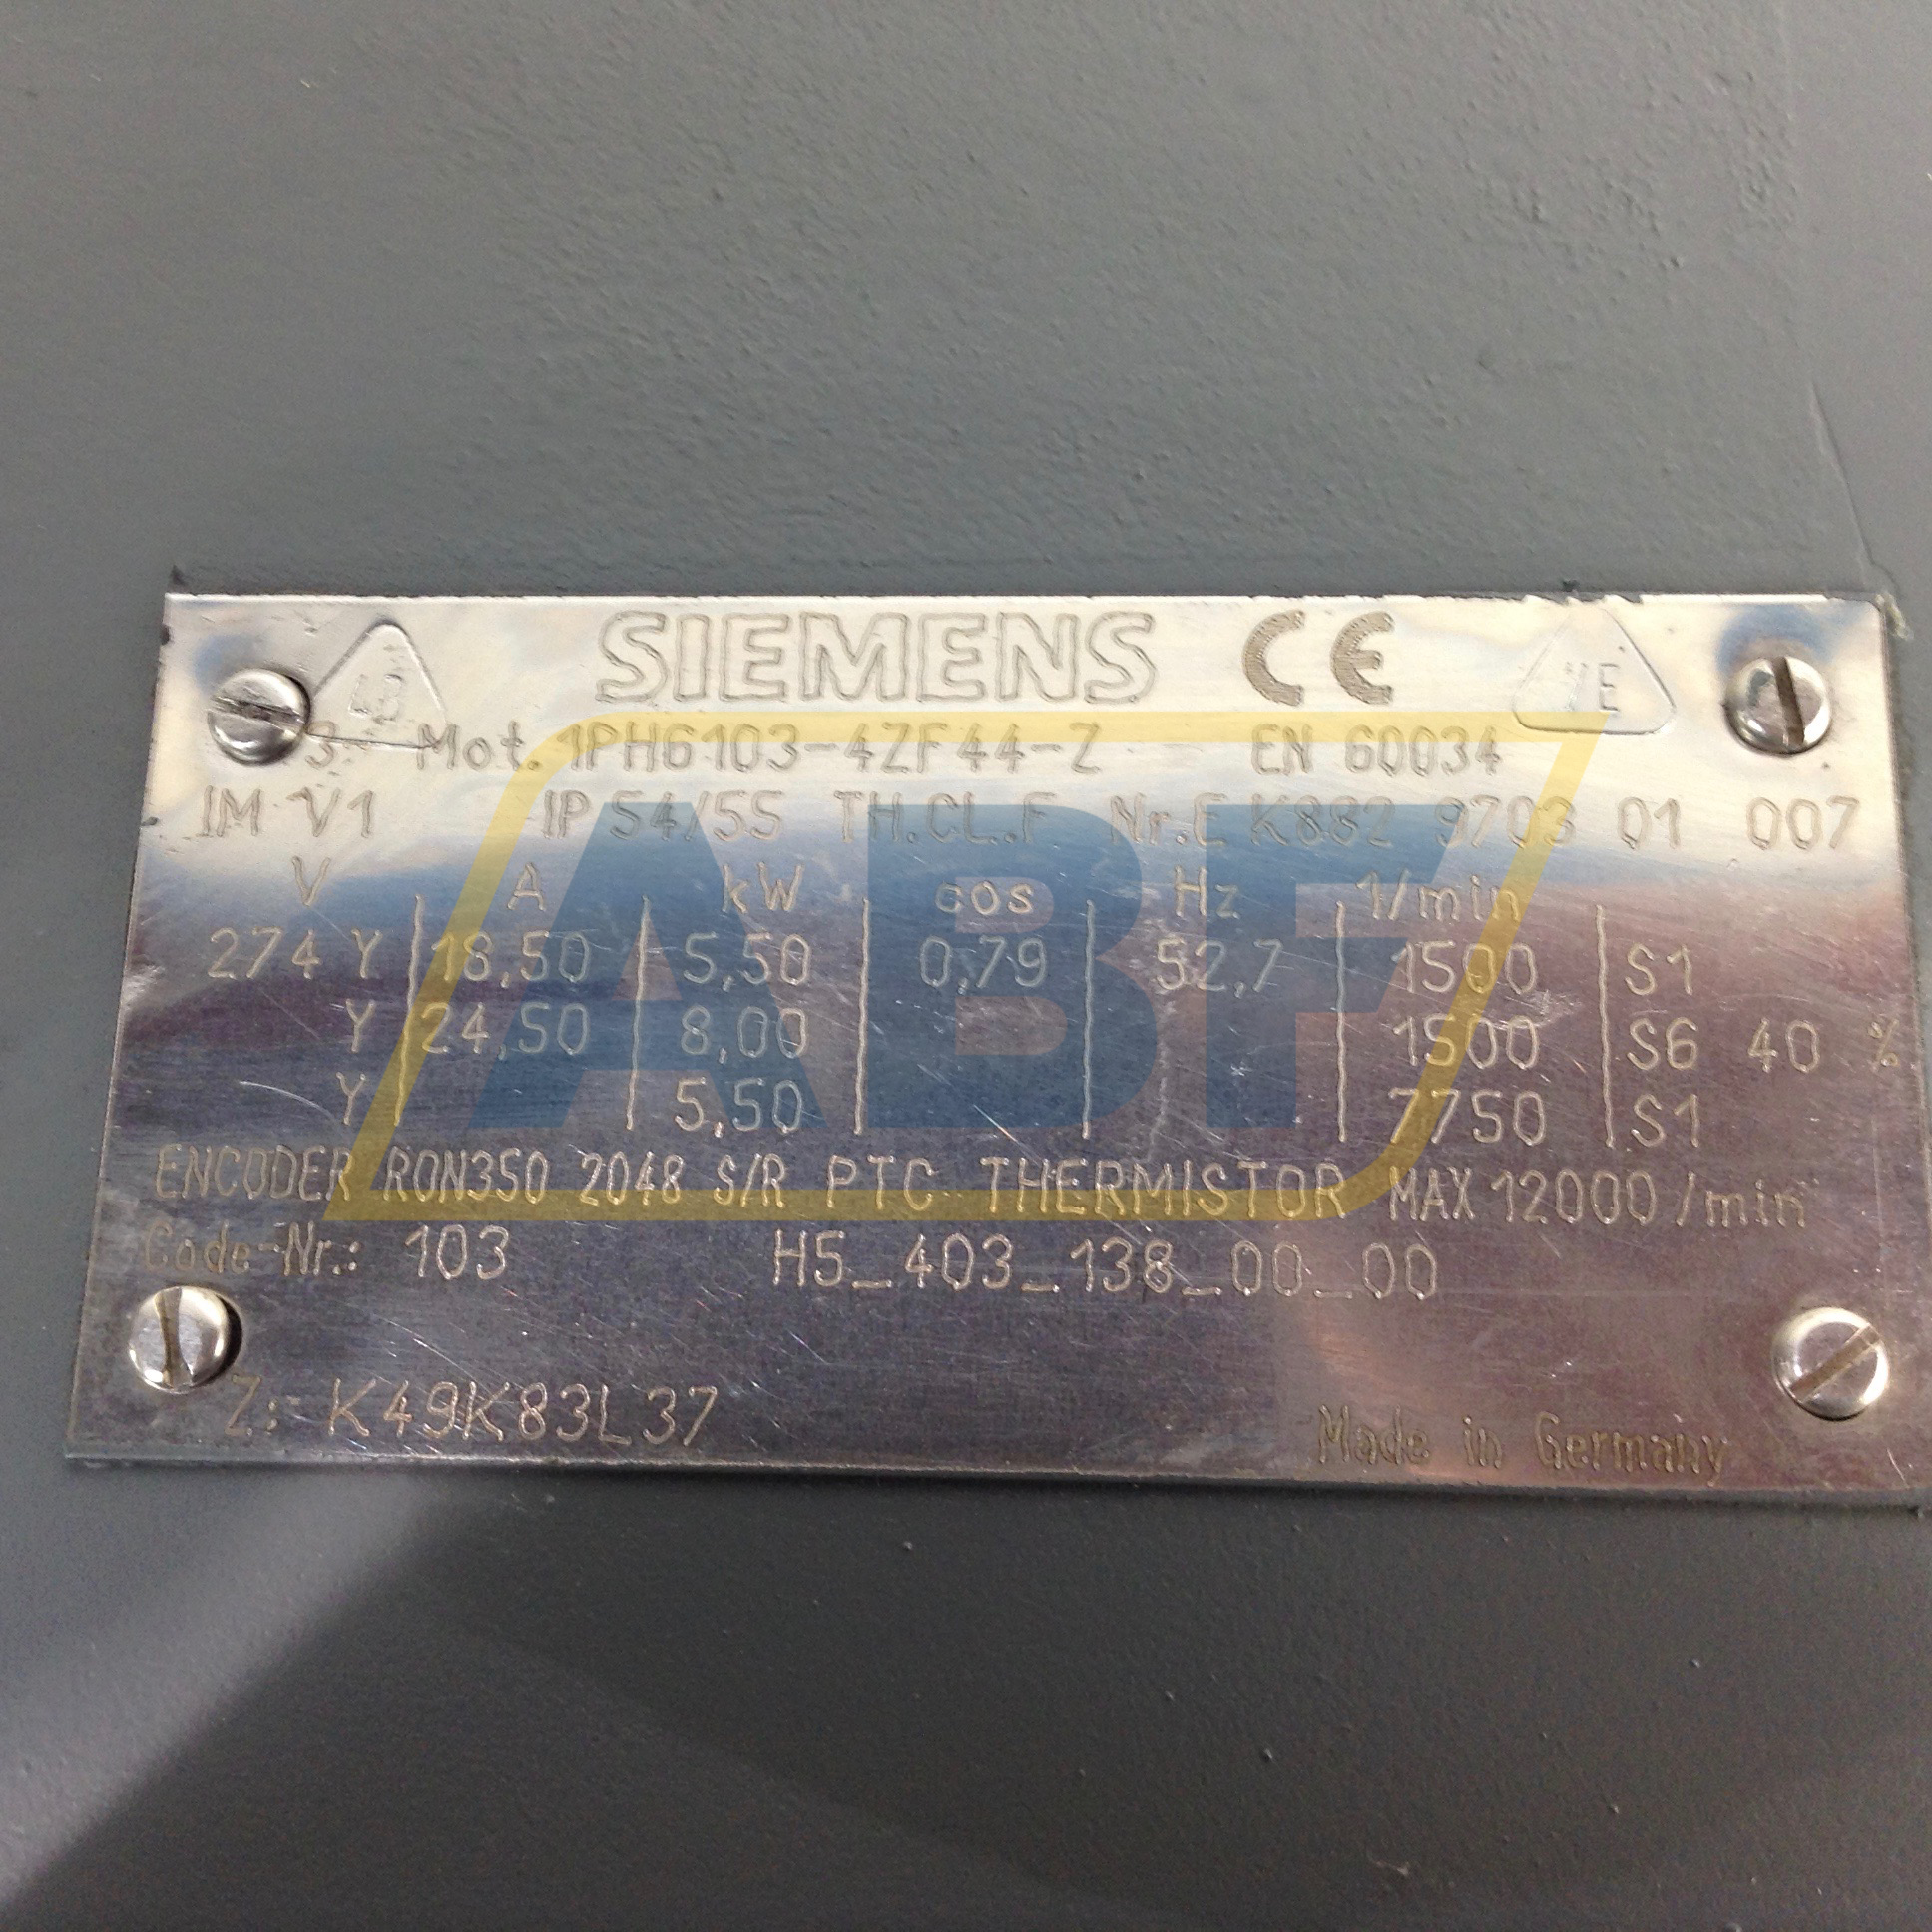 SIEMENS CE
3~ Mot. 1PH6103-4ZF44-Z EN 60034
IM V1 IP 54/55 TH.CL.F Nr.E K882 9703 01 007
V A kW cos Hz 1/min
274 Y 18,50 5,50 0,79 52,7 1500 S1
Y 24,50 8,00 1500 S6 40 %
Y 5,50 7750 S1
ENCODER RON350 2048 S/R PTC THERMISTOR MAX 12000/min
Code-Nr.: 103 H5_403_138_00_00
Z: K49K83L37
Made in Germany
ABF